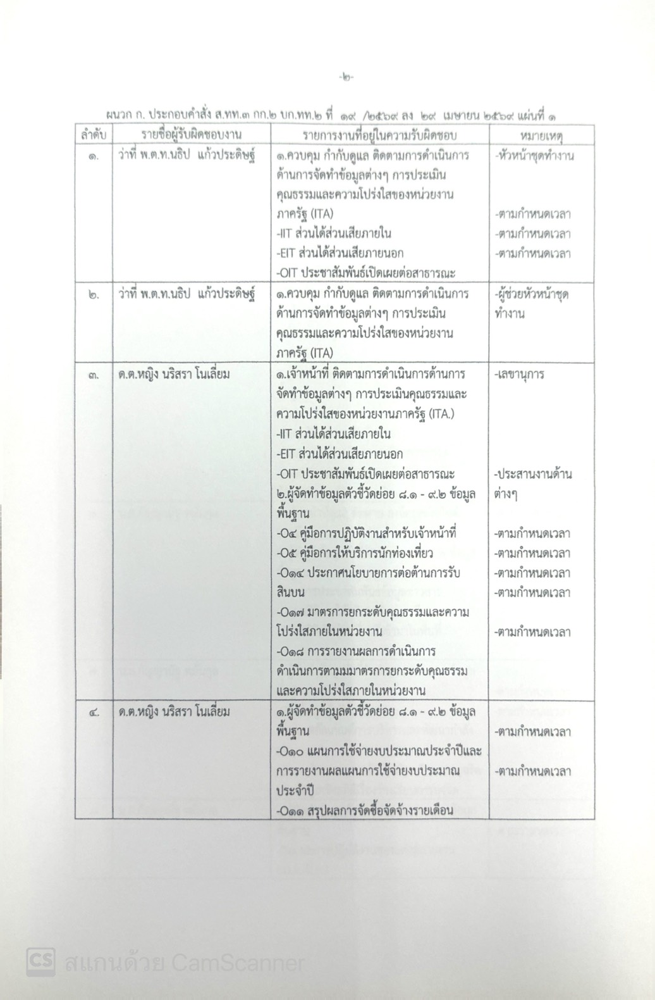 -๒-
ผนวก ก. ประกอบคำสั่ง ส.ทท.๓ กก.๒ บก.ทท.๒ ที่ ๑๙ /๒๕๖๙ ลง ๒๙ เมษายน ๒๕๖๙ แผ่นที่ ๑
ลำดับ รายชื่อผู้รับผิดชอบงาน รายการงานที่อยู่ในความรับผิดชอบ หมายเหตุ
๑. ว่าที่ พ.ต.ท.นธิป แก้วประดิษฐ์ ๑.ควบคุม กำกับดูแล ติดตามการดำเนินการ -หัวหน้าชุดทำงาน
ด้านการจัดทำข้อมูลต่างๆ การประเมิน
คุณธรรมและความโปร่งใสของหน่วยงาน
ภาครัฐ (ITA) -ตามกำหนดเวลา
-IIT ส่วนได้ส่วนเสียภายใน -ตามกำหนดเวลา
-EIT ส่วนได้ส่วนเสียภายนอก -ตามกำหนดเวลา
-OIT ประชาสัมพันธ์เปิดเผยต่อสาธารณะ
๒. ว่าที่ พ.ต.ท.นธิป แก้วประดิษฐ์ ๑.ควบคุม กำกับดูแล ติดตามการดำเนินการ -ผู้ช่วยหัวหน้าชุด
ด้านการจัดทำข้อมูลต่างๆ การประเมิน ทำงาน
คุณธรรมและความโปร่งใสของหน่วยงาน
ภาครัฐ (ITA)
๓. ด.ต.หญิง นริสรา โนเลี่ยม ๑.เจ้าหน้าที่ ติดตามการดำเนินการด้านการ -เลขานุการ
จัดทำข้อมูลต่างๆ การประเมินคุณธรรมและ
ความโปร่งใสของหน่วยงานภาครัฐ (ITA.)
-IIT ส่วนได้ส่วนเสียภายใน
-EIT ส่วนได้ส่วนเสียภายนอก
-OIT ประชาสัมพันธ์เปิดเผยต่อสาธารณะ -ประสานงานด้าน
๒.ผู้จัดทำข้อมูลตัวชี้วัดย่อย ๘.๑ - ๙.๒ ข้อมูล ต่างๆ
พื้นฐาน
-O๔ คู่มือการปฏิบัติงานสำหรับเจ้าหน้าที่ -ตามกำหนดเวลา
-O๕ คู่มือการให้บริการนักท่องเที่ยว -ตามกำหนดเวลา
-O๑๔ ประกาศนโยบายการต่อต้านการรับ -ตามกำหนดเวลา
สินบน -ตามกำหนดเวลา
-O๑๗ มาตรการยกระดับคุณธรรมและความ
โปร่งใสภายในหน่วยงาน -ตามกำหนดเวลา
-O๑๘ การรายงานผลการดำเนินการ
ดำเนินการตามมมาตรการยกระดับคุณธรรม
และความโปร่งใสภายในหน่วยงาน
๔. ด.ต.หญิง นริสรา โนเลี่ยม ๑.ผู้จัดทำข้อมูลตัวชี้วัดย่อย ๘.๑ - ๙.๒ ข้อมูล
พื้นฐาน -ตามกำหนดเวลา
-O๑๐ แผนการใช้จ่ายงบประมาณประจำปีและ
การรายงานผลแผนการใช้จ่ายงบประมาณ -ตามกำหนดเวลา
ประจำปี
-O๑๑ สรุปผลการจัดซื้อจัดจ้างรายเดือน
CS สแกนด้วย CamScanner